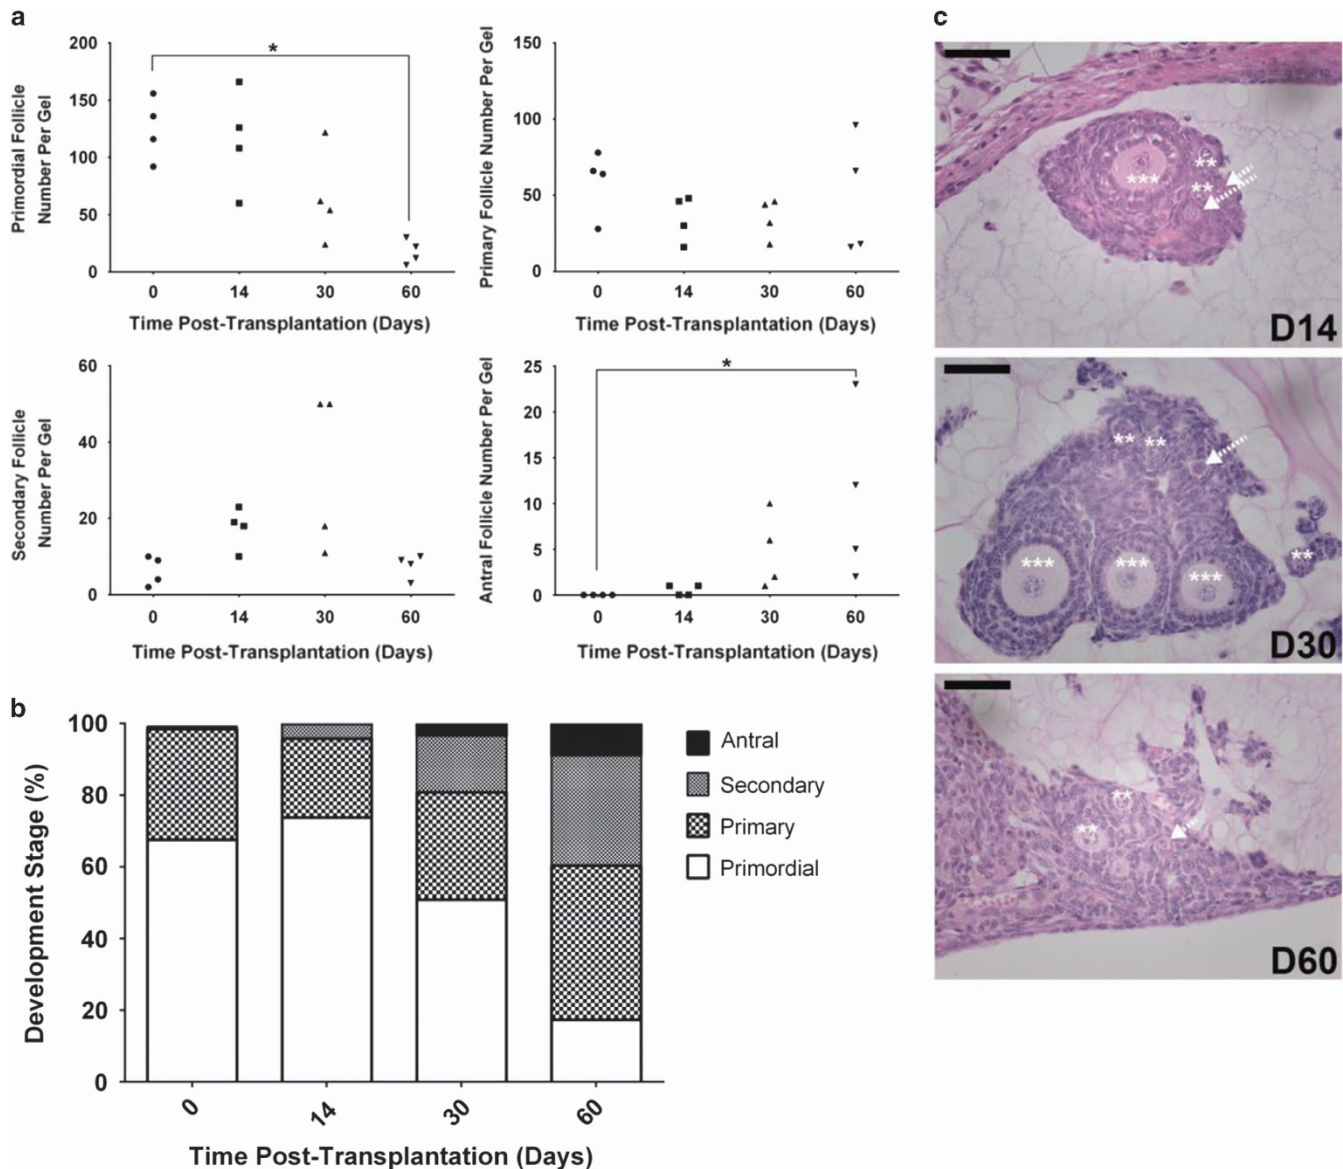 a
Primordial Follicle
Number Per Gel
200
150
100
50
0
*
0 14 30 60
Time Post-Transplantation (Days)
Primary Follicle Number Per Gel
150
100
50
0
0 14 30 60
Time Post-Transplantation (Days)
Secondary Follicle
Number Per Gel
60
40
20
0
0 14 30 60
Time Post-Transplantation (Days)
Antral Follicle Number Per Gel
25
20
15
10
5
0
*
0 14 30 60
Time Post-Transplantation (Days)
b
Development Stage (%)
100
80
60
40
20
0
0 14 30 60
Time Post-Transplantation (Days)
Antral
Secondary
Primary
Primordial
c
**
***
**
D14
** **
*** *** ***
**
D30
**
**
D60